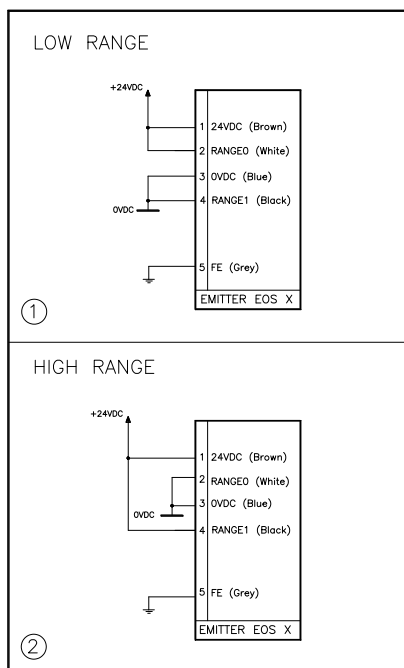 LOW RANGE
+24VDC
1 24VDC (Brown)
2 RANGE0 (White)
3 0VDC (Blue)
0VDC
4 RANGE1 (Black)
5 FE (Grey)
EMITTER EOS X
1
HIGH RANGE
+24VDC
1 24VDC (Brown)
2 RANGE0 (White)
3 0VDC (Blue)
0VDC
4 RANGE1 (Black)
5 FE (Grey)
EMITTER EOS X
2